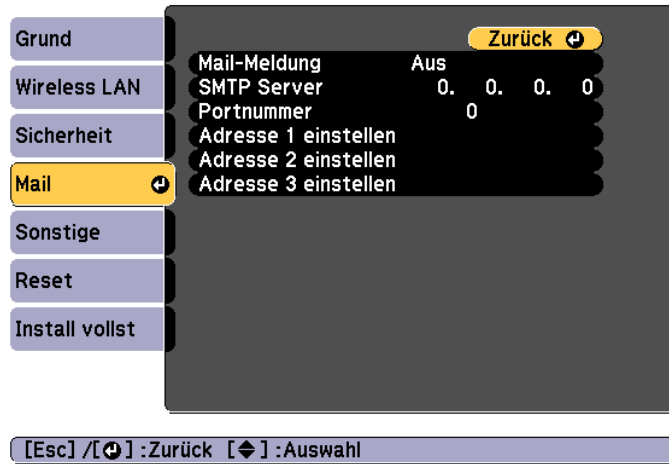 Grund
Wireless LAN
Sicherheit
Mail
Sonstige
Reset
Install vollst
Zurück
Mail-Meldung Aus
SMTP Server 0. 0. 0. 0
Portnummer 0
Adresse 1 einstellen
Adresse 2 einstellen
Adresse 3 einstellen
[Esc] /[⏎] :Zurück [◆] :Auswahl